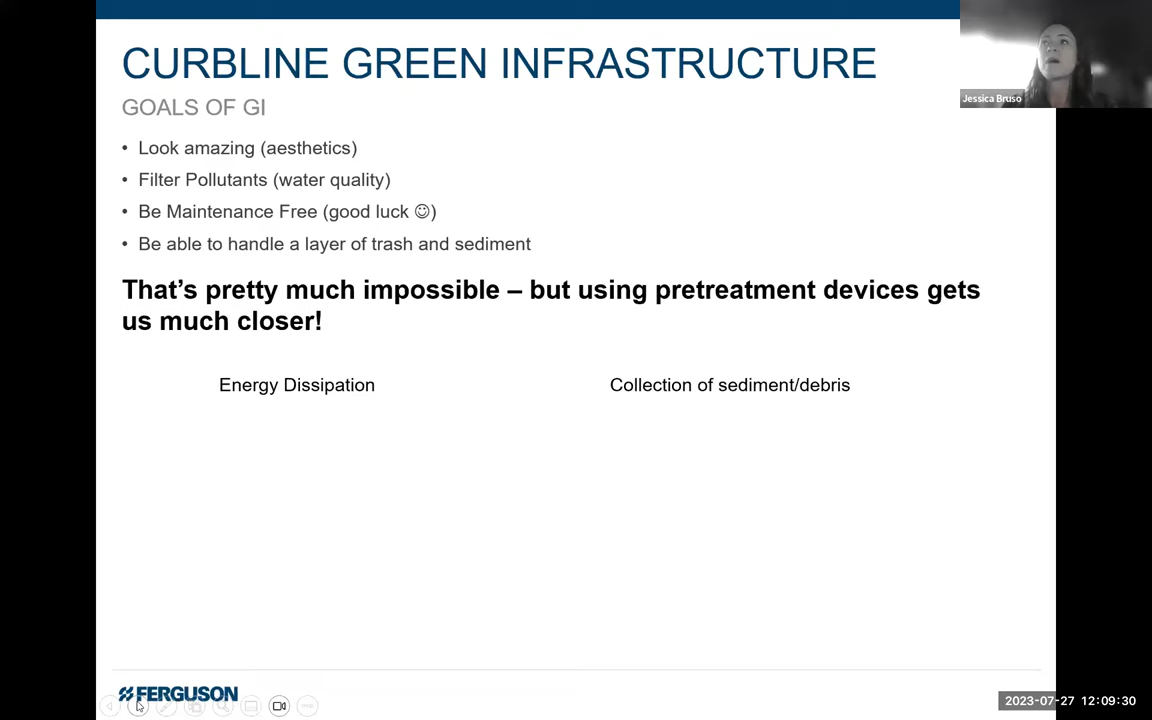 CURBLINE GREEN INFRASTRUCTURE
Jessica Bruso
GOALS OF GI
• Look amazing (aesthetics)
• Filter Pollutants (water quality)
• Be Maintenance Free (good luck ☺)
• Be able to handle a layer of trash and sediment
That’s pretty much impossible – but using pretreatment devices gets
us much closer!
Energy Dissipation
Collection of sediment/debris
FERGUSON
2023-07-27 12:09:30